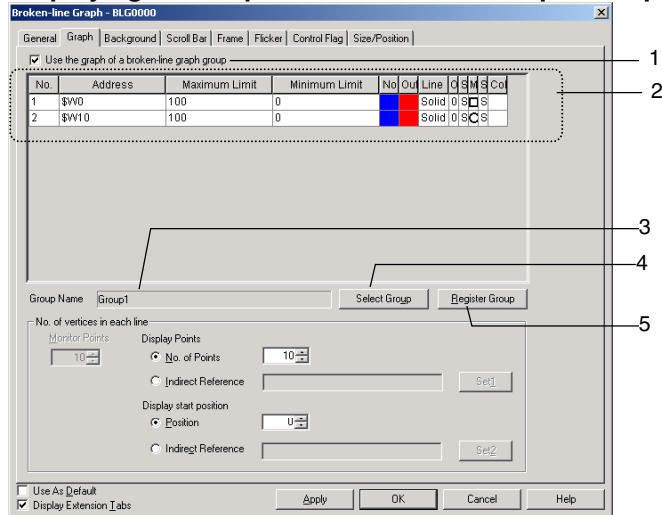 Broken-line Graph - BLG0000
General Graph Background Scroll Bar Frame Flicker Control Flag Size/Position
Use the graph of a broken-line graph group
1
No. Address Maximum Limit Minimum Limit No Out Line O S M S Col
2
1 $W0 100 0 Solid 0 S S
2 $W10 100 0 Solid 0 S S
3
4
Group Name Group1 Select Group Register Group
5
No. of vertices in each line
Monitor Points Display Points
10 No. of Points 10
Indirect Reference Set1
Display start position
Position 0
Indirect Reference Set2
Use As Default
Display Extension Tabs
Apply OK Cancel Help